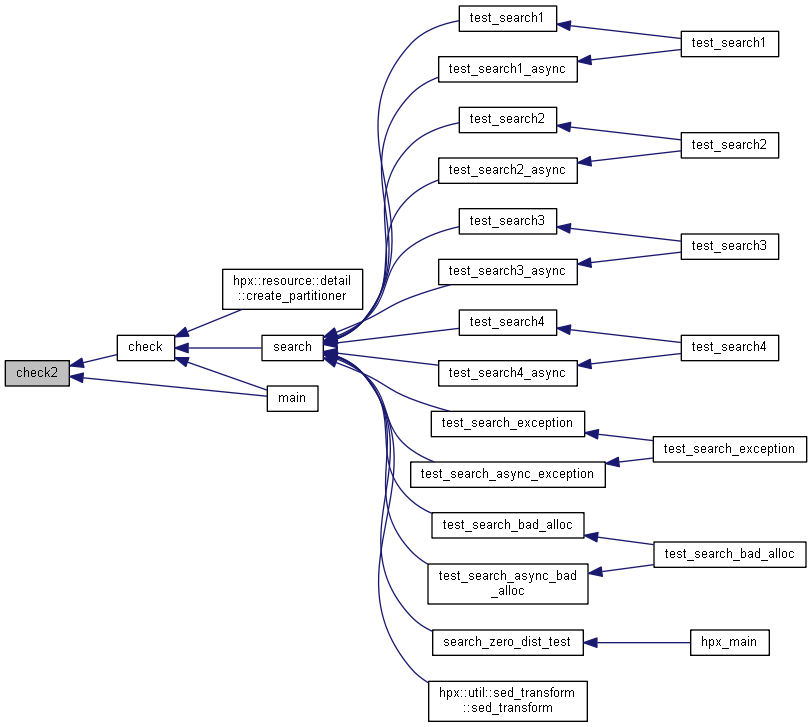 test_search1
test_search1
test_search1_async
test_search2
test_search2
test_search2_async
test_search3
test_search3
test_search3_async
hpx::resource::detail
::create_partitioner
test_search4
check
search
test_search4
check2
test_search4_async
main
test_search_exception
test_search_exception
test_search_async_exception
test_search_bad_alloc
test_search_bad_alloc
test_search_async_bad
_alloc
search_zero_dist_test
hpx_main
hpx::util::sed_transform
::sed_transform